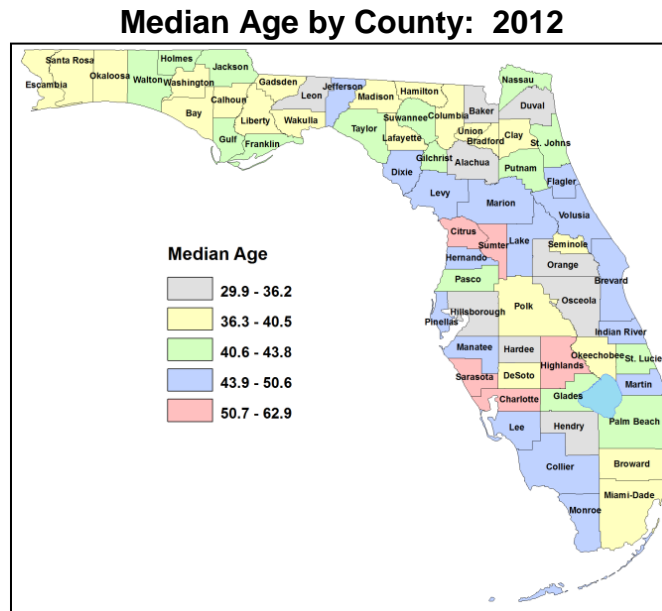 Median Age by County:  2012
Santa Rosa
Escambia
Okaloosa
Walton
Holmes
Washington
Jackson
Bay
Calhoun
Gulf
Liberty
Franklin
Gadsden
Leon
Wakulla
Jefferson
Madison
Taylor
Hamilton
Suwannee
Lafayette
Columbia
Baker
Nassau
Duval
Union
Bradford
Clay
St. Johns
Gilchrist
Alachua
Putnam
Dixie
Levy
Marion
Flagler
Volusia
Citrus
Sumter
Lake
Seminole
Hernando
Orange
Brevard
Pasco
Osceola
Hillsborough
Polk
Pinellas
Indian River
Manatee
Hardee
Highlands
Okeechobee
St. Lucie
Sarasota
DeSoto
Charlotte
Glades
Martin
Lee
Hendry
Palm Beach
Collier
Broward
Monroe
Miami-Dade
Median Age
29.9 - 36.2
36.3 - 40.5
40.6 - 43.8
43.9 - 50.6
50.7 - 62.9